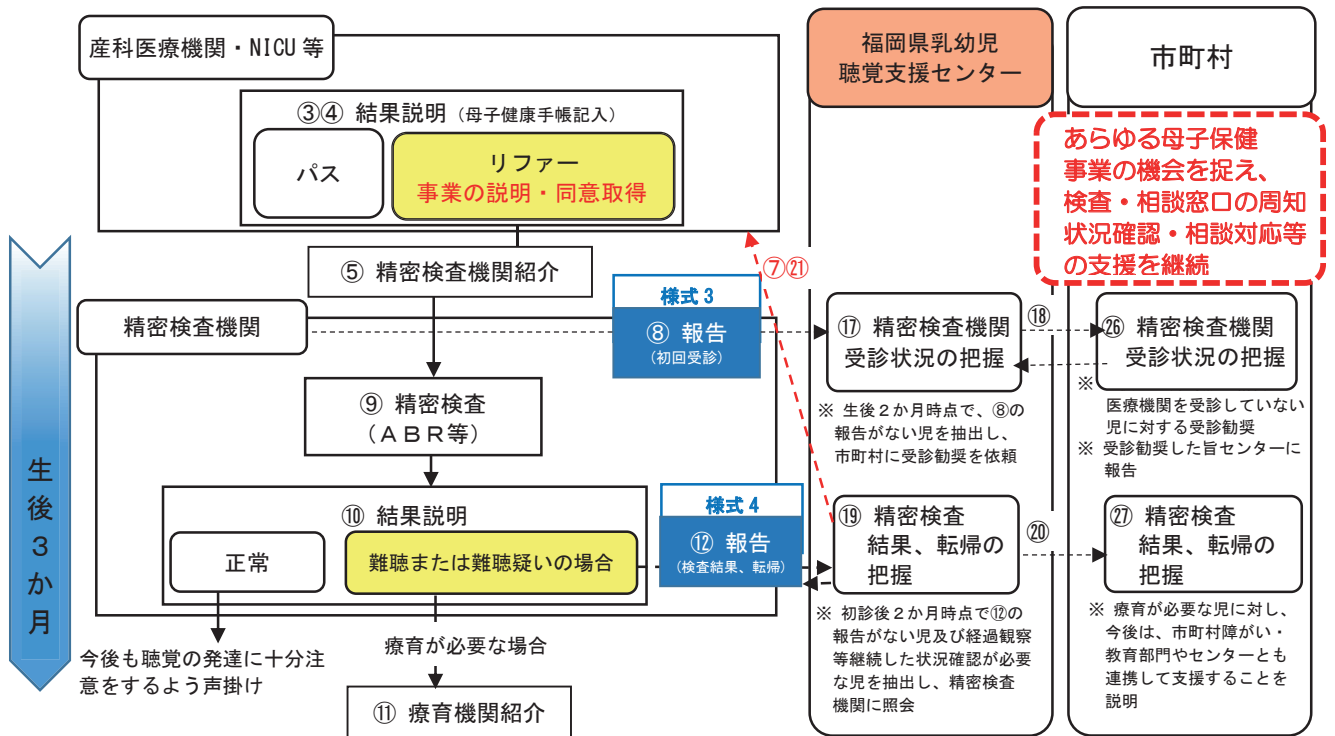 産科医療機関・NICU等
③④ 結果説明（母子健康手帳記入）
パス
リファー
事業の説明・同意取得
⑤ 精密検査機関紹介
精密検査機関
様式3
⑧ 報告
（初回受診）
⑨ 精密検査
（ＡＢＲ等）
⑩ 結果説明
正常
難聴または難聴疑いの場合
様式4
⑫ 報告
（検査結果、転帰）
生後３か月
今後も聴覚の発達に十分注
意をするよう声掛け
療育が必要な場合
⑪ 療育機関紹介
⑦㉑
福岡県乳幼児
聴覚支援センター
⑰ 精密検査機関
受診状況の把握
⑱
※ 生後２か月時点で、⑧の
報告がない児を抽出し、
市町村に受診勧奨を依頼
⑲ 精密検査
結果、転帰の
把握
⑳
※ 初診後２か月時点で⑫の
報告がない児及び経過観察
等継続した状況確認が必要
な児を抽出し、精密検査
機関に照会
市町村
あらゆる母子保健
事業の機会を捉え、
検査・相談窓口の周知
状況確認・相談対応等
の支援を継続
㉖ 精密検査機関
受診状況の把握
※
医療機関を受診していない
児に対する受診勧奨
※ 受診勧奨した旨センターに
報告
㉗ 精密検査
結果、転帰の
把握
※ 療育が必要な児に対し、
今後は、市町村障がい・
教育部門やセンターとも
連携して支援することを
説明